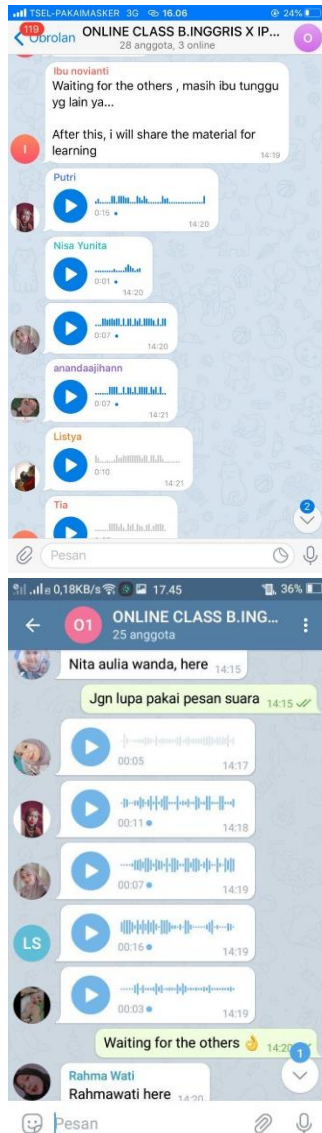 TSEL-PAKAIMASKER 3G 16.06 24%
119
Obrolan
ONLINE CLASS B.INGGRIS X IP...
28 anggota, 3 online
O
Ibu novianti
Waiting for the others , masih ibu tunggu
yg lain ya...
After this, i will share the material for
learning
14:19
I
Putri
0:15
14:20
Nisa Yunita
0:01
14:20
0:07
14:20
anandaajihann
0:07
14:21
Listya
0:10
14:21
Tia
2
Pesan
0,18KB/s 17.45 36%
O1
ONLINE CLASS B.ING...
25 anggota
Nita aulia wanda, here 14:15
Jgn lupa pakai pesan suara 14:15
00:05 14:17
00:11 14:18
00:07 14:19
LS
00:16 14:19
00:03 14:19
Waiting for the others 👌 14:20
1
Rahma Wati
Rahmawati here 14:20
Pesan